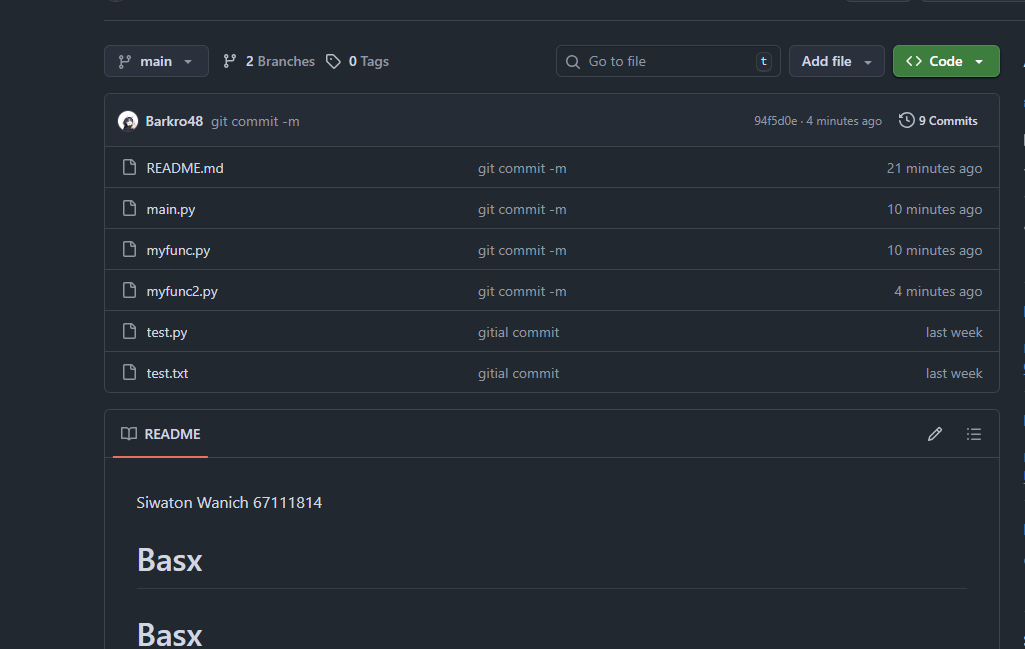 main 2 Branches 0 Tags Go to file t Add file Code
Barkro48 git commit -m 94f5d0e · 4 minutes ago 9 Commits
README.md git commit -m 21 minutes ago
main.py git commit -m 10 minutes ago
myfunc.py git commit -m 10 minutes ago
myfunc2.py git commit -m 4 minutes ago
test.py gitial commit last week
test.txt gitial commit last week
README
Siwaton Wanich 67111814
Basx
Basx